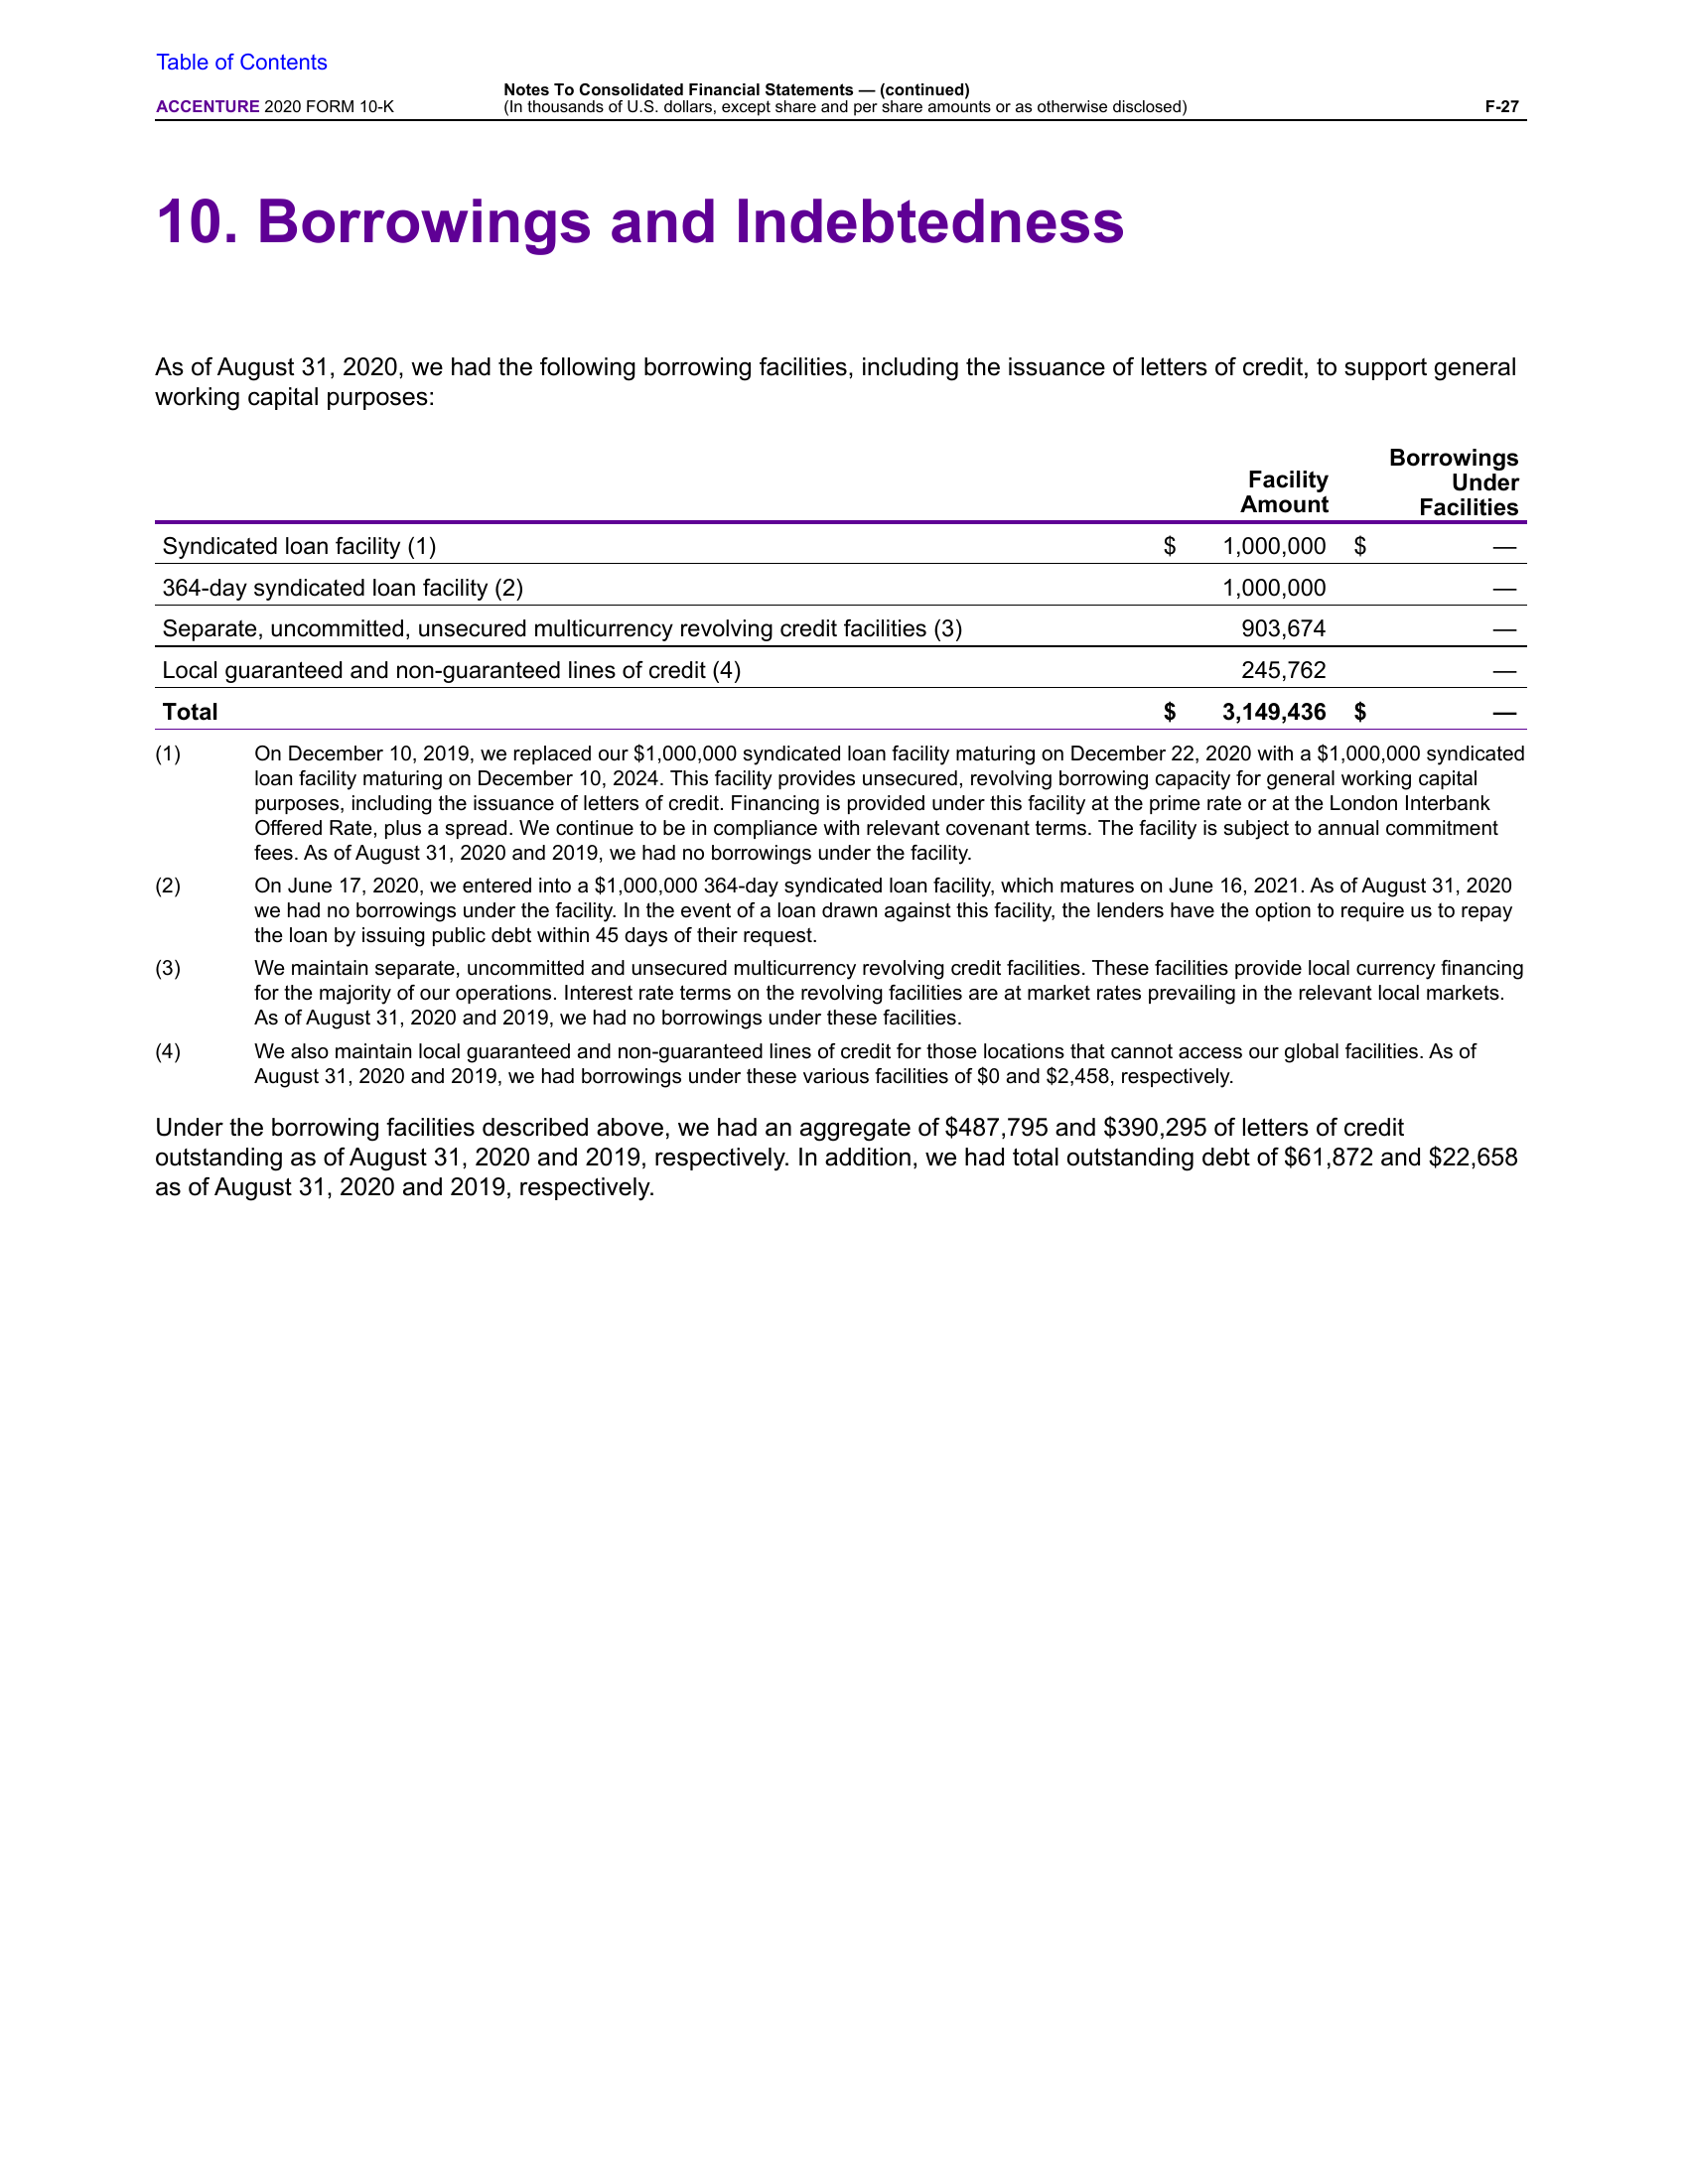 Table of Contents
Notes To Consolidated Financial Statements — (continued)
ACCENTURE 2020 FORM 10-K (In thousands of U.S. dollars, except share and per share amounts or as otherwise disclosed) F-27
10. Borrowings and Indebtedness
As of August 31, 2020, we had the following borrowing facilities, including the issuance of letters of credit, to support general
working capital purposes:
Facility Amount Borrowings Under Facilities
Syndicated loan facility (1) $ 1,000,000 $ —
364-day syndicated loan facility (2) 1,000,000 —
Separate, uncommitted, unsecured multicurrency revolving credit facilities (3) 903,674 —
Local guaranteed and non-guaranteed lines of credit (4) 245,762 —
Total $ 3,149,436 $ —
(1) On December 10, 2019, we replaced our $1,000,000 syndicated loan facility maturing on December 22, 2020 with a $1,000,000 syndicated
loan facility maturing on December 10, 2024. This facility provides unsecured, revolving borrowing capacity for general working capital
purposes, including the issuance of letters of credit. Financing is provided under this facility at the prime rate or at the London Interbank
Offered Rate, plus a spread. We continue to be in compliance with relevant covenant terms. The facility is subject to annual commitment
fees. As of August 31, 2020 and 2019, we had no borrowings under the facility.
(2) On June 17, 2020, we entered into a $1,000,000 364-day syndicated loan facility, which matures on June 16, 2021. As of August 31, 2020
we had no borrowings under the facility. In the event of a loan drawn against this facility, the lenders have the option to require us to repay
the loan by issuing public debt within 45 days of their request.
(3) We maintain separate, uncommitted and unsecured multicurrency revolving credit facilities. These facilities provide local currency financing
for the majority of our operations. Interest rate terms on the revolving facilities are at market rates prevailing in the relevant local markets.
As of August 31, 2020 and 2019, we had no borrowings under these facilities.
(4) We also maintain local guaranteed and non-guaranteed lines of credit for those locations that cannot access our global facilities. As of
August 31, 2020 and 2019, we had borrowings under these various facilities of $0 and $2,458, respectively.
Under the borrowing facilities described above, we had an aggregate of $487,795 and $390,295 of letters of credit
outstanding as of August 31, 2020 and 2019, respectively. In addition, we had total outstanding debt of $61,872 and $22,658
as of August 31, 2020 and 2019, respectively.